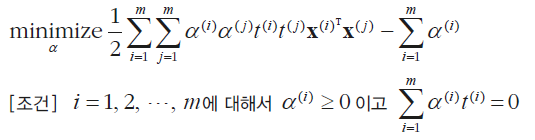 minimize_α 1/2 ∑_{i=1}^{m} ∑_{j=1}^{m} α^{(i)}α^{(j)}t^{(i)}t^{(j)}𝐱^{(i)⊺}𝐱^{(j)} − ∑_{i=1}^{m} α^{(i)}
[조건] i = 1, 2, ⋯, m에 대해서 α^{(i)} ≥ 0 이고 ∑_{i=1}^{m} α^{(i)}t^{(i)} = 0